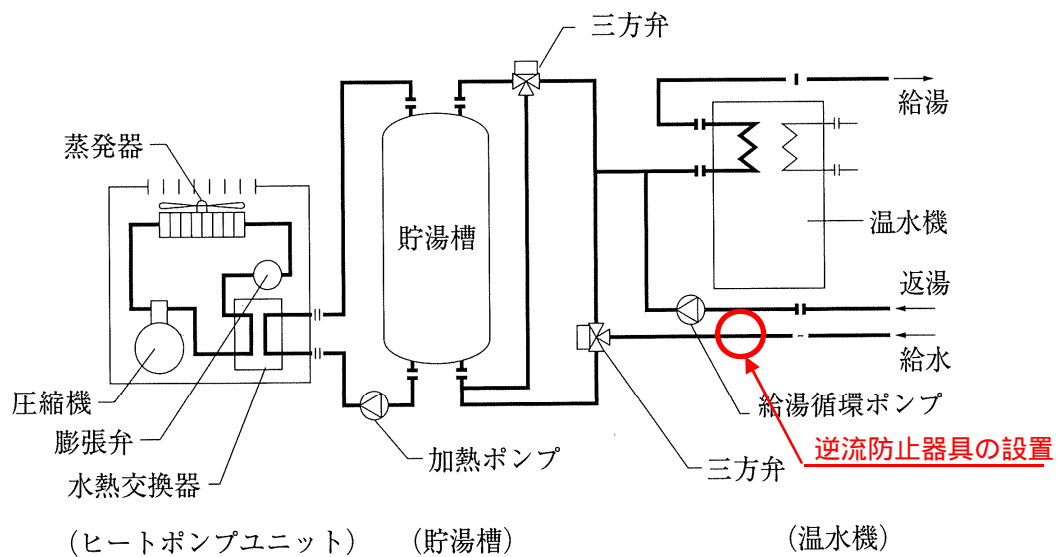 三方弁
給湯
蒸発器
貯湯槽
温水機
返湯
給水
圧縮機
膨張弁
水熱交換器
加熱ポンプ
給湯循環ポンプ
逆流防止器具の設置
三方弁
(ヒートポンプユニット)
(貯湯槽)
(温水機)